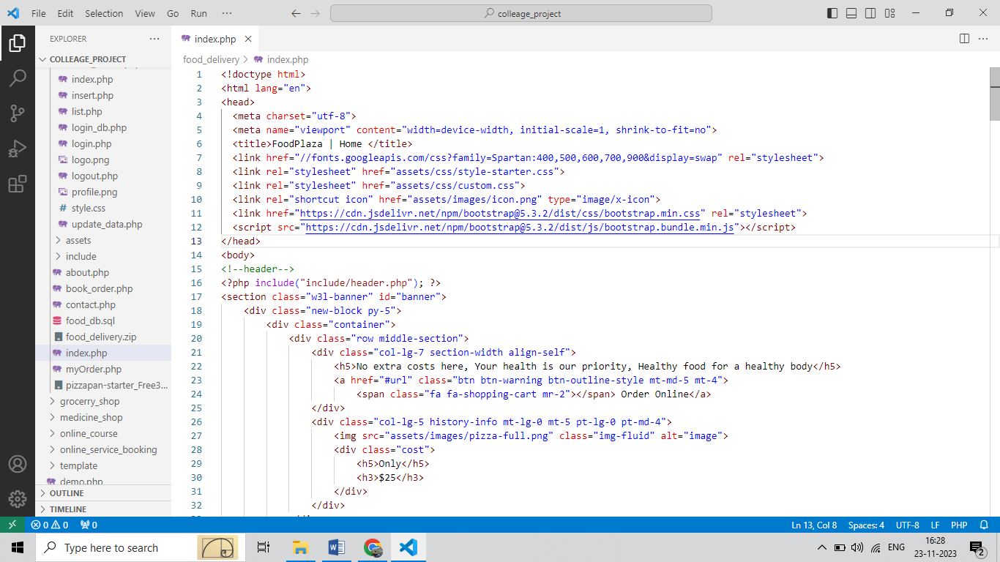 File Edit Selection View Go Run ··· colleage_project
EXPLORER ···
COLLEAGE_PROJECT
index.php
insert.php
list.php
login_db.php
login.php
logo.png
logout.php
profile.png
# style.css
update_data.php
assets
include
about.php
book_order.php
contact.php
food_db.sql
food_delivery.zip
index.php
myOrder.php
pizzapan-starter_Free3...
grocerry_shop
medicine_shop
online_course
online_service_booking
template
demo.php
OUTLINE
TIMELINE
index.php
food_delivery > index.php
1 <!doctype html>
2 <html lang="en">
3 <head>
4 <meta charset="utf-8">
5 <meta name="viewport" content="width=device-width, initial-scale=1, shrink-to-fit=no">
6 <title>FoodPlaza | Home </title>
7 <link href="//fonts.googleapis.com/css?family=Spartan:400,500,600,700,900&display=swap" rel="stylesheet">
8 <link rel="stylesheet" href="assets/css/style-starter.css">
9 <link rel="stylesheet" href="assets/css/custom.css">
10 <link rel="shortcut icon" href="assets/images/icon.png" type="image/x-icon">
11 <link href="https://cdn.jsdelivr.net/npm/bootstrap@5.3.2/dist/css/bootstrap.min.css" rel="stylesheet">
12 <script src="https://cdn.jsdelivr.net/npm/bootstrap@5.3.2/dist/js/bootstrap.bundle.min.js"></script>
13 </head>
14 <body>
15 <!--header-->
16 <?php include("include/header.php"); ?>
17 <section class="w3l-banner" id="banner">
18 <div class="new-block py-5">
19 <div class="container">
20 <div class="row middle-section">
21 <div class="col-lg-7 section-width align-self">
22 <h5>No extra costs here, Your health is our priority, Healthy food for a healthy body</h5>
23 <a href="#url" class="btn btn-warning btn-outline-style mt-md-5 mt-4">
24 <span class="fa fa-shopping-cart mr-2"></span> Order Online</a>
25 </div>
26 <div class="col-lg-5 history-info mt-lg-0 mt-5 pt-lg-0 pt-md-4">
27 <img src="assets/images/pizza-full.png" class="img-fluid" alt="image">
28 <div class="cost">
29 <h5>Only</h5>
30 <h3>$25</h3>
31 </div>
32 </div>
0 0 0 Ln 13, Col 8 Spaces: 4 UTF-8 LF PHP
Type here to search ENG 16:28
23-11-2023 2